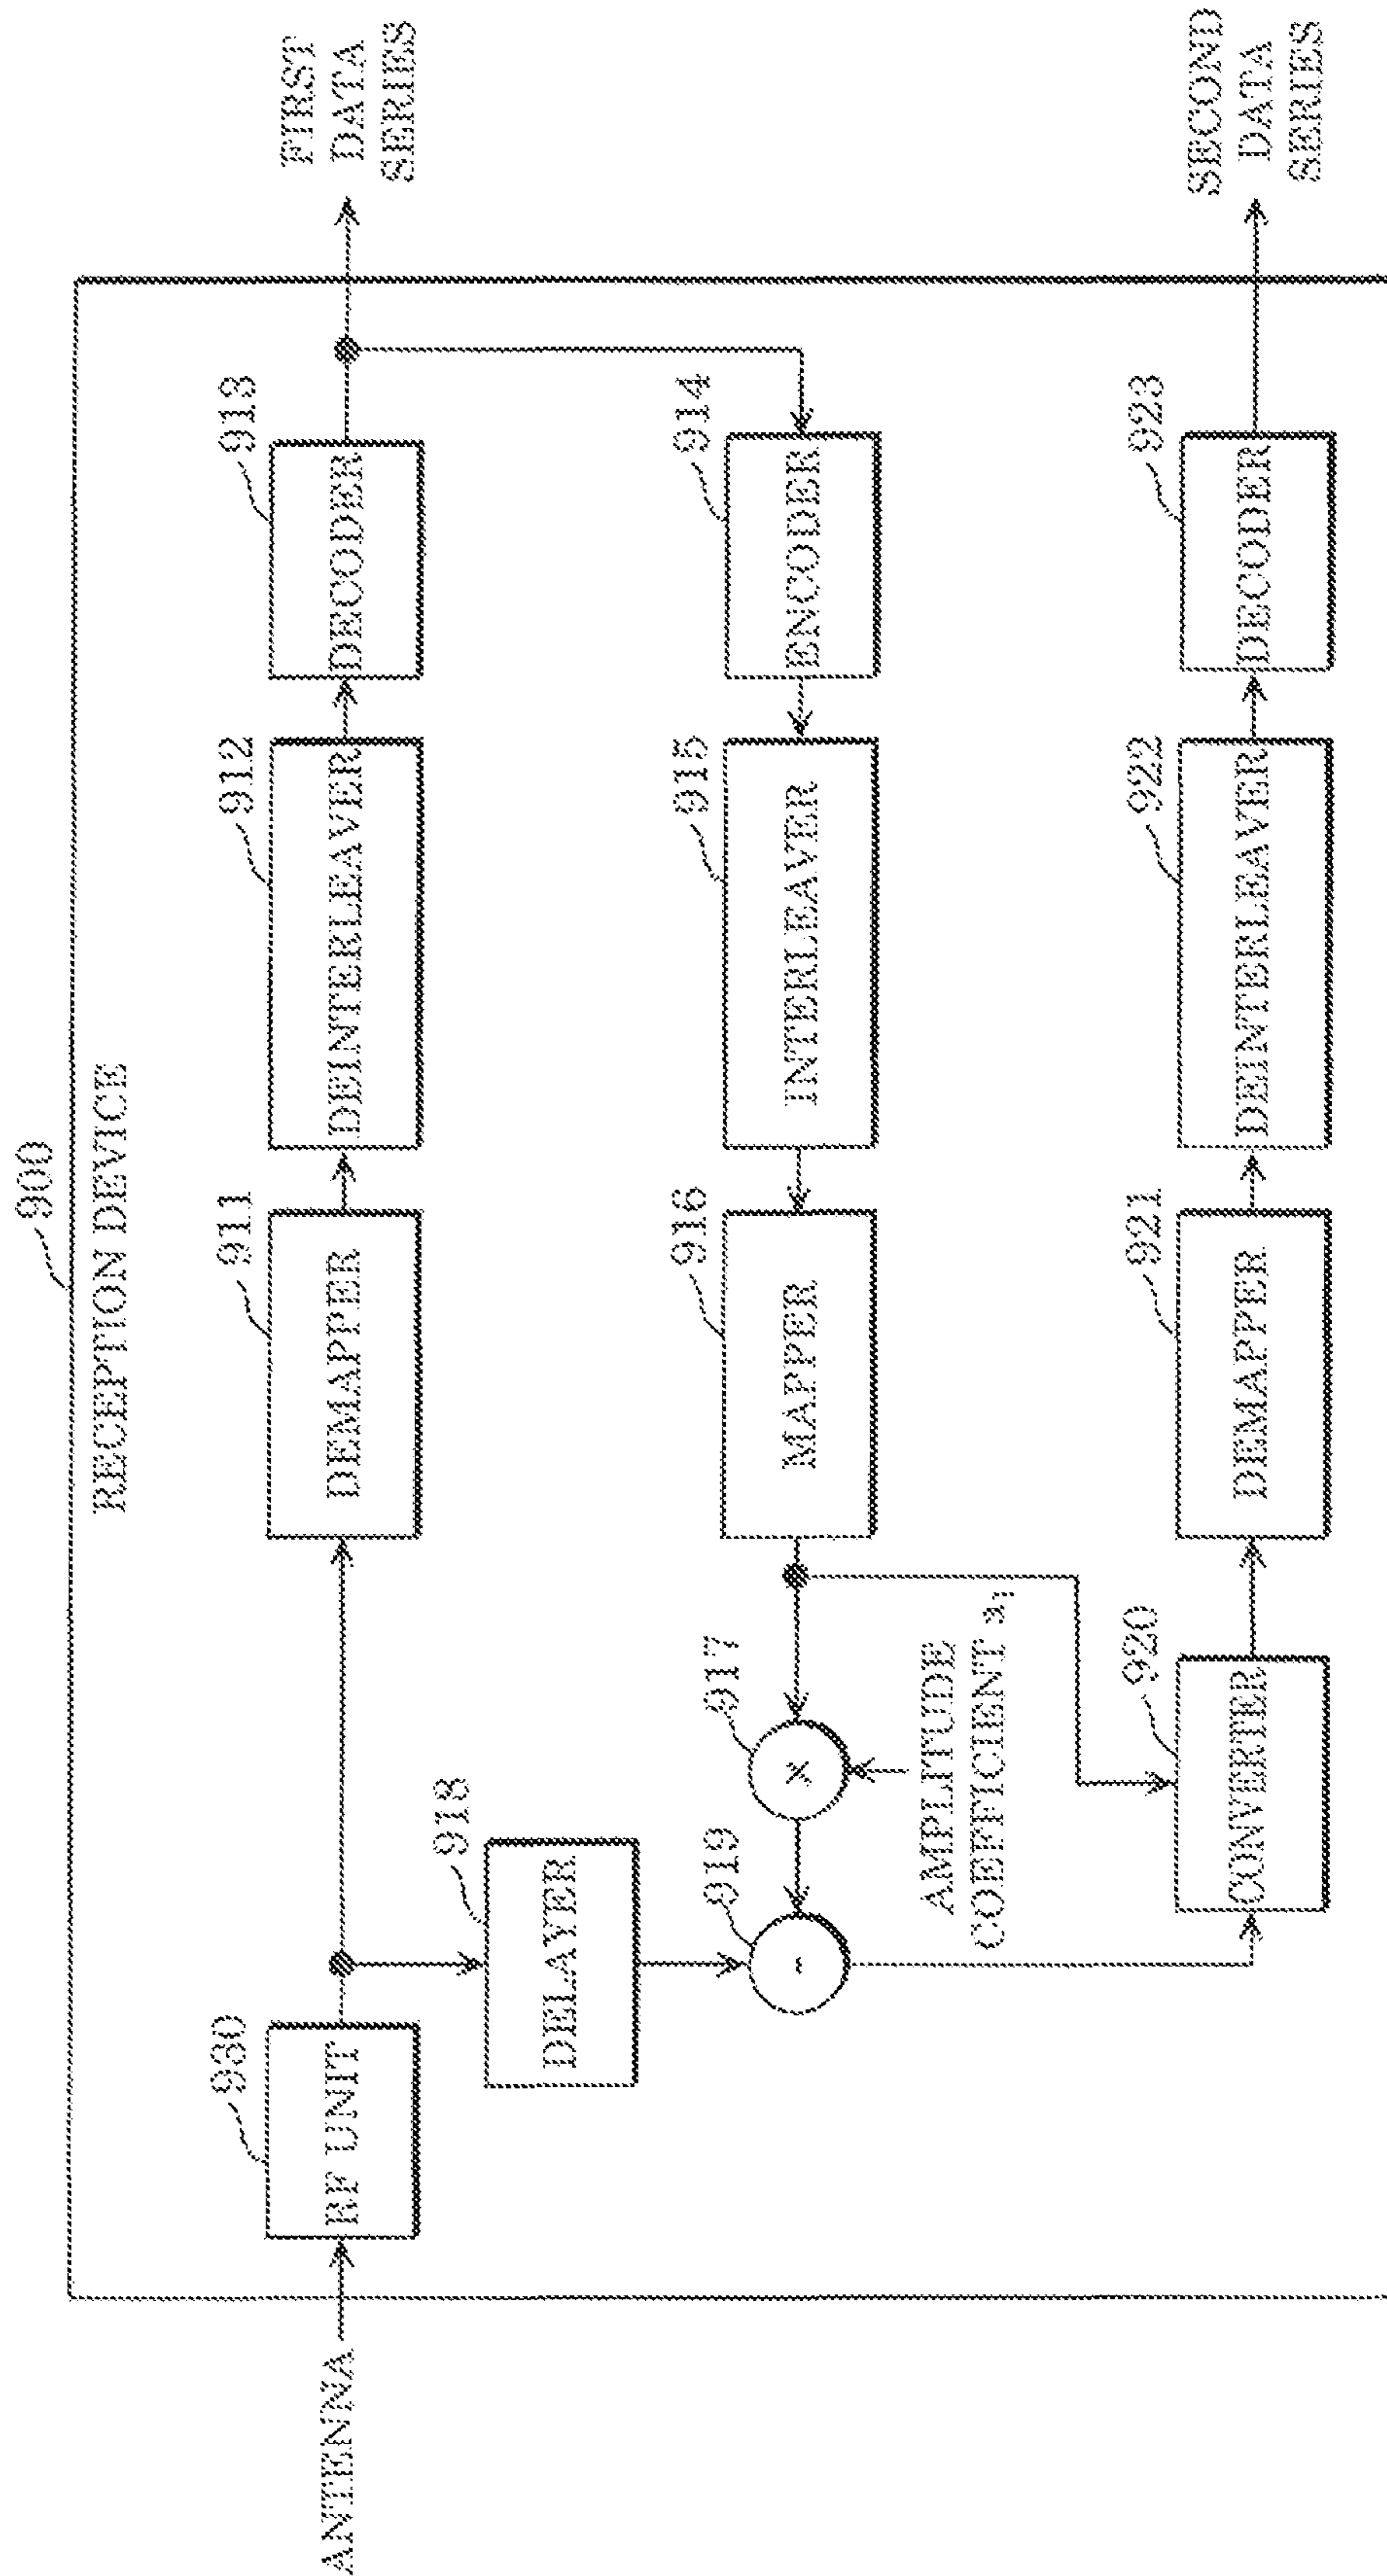 900
RECEPTION DEVICE
ANTENNA
930
RF UNIT
911
DEMAPPER
912
DEINTERLEAVER
913
DECODER
FIRST
DATA
SERIES
918
DELAYER
919
-
917
×
AMPLITUDE
COEFFICIENT a1
916
MAPPER
915
INTERLEAVER
914
ENCODER
920
CONVERTER
921
DEMAPPER
922
DEINTERLEAVER
923
DECODER
SECOND
DATA
SERIES